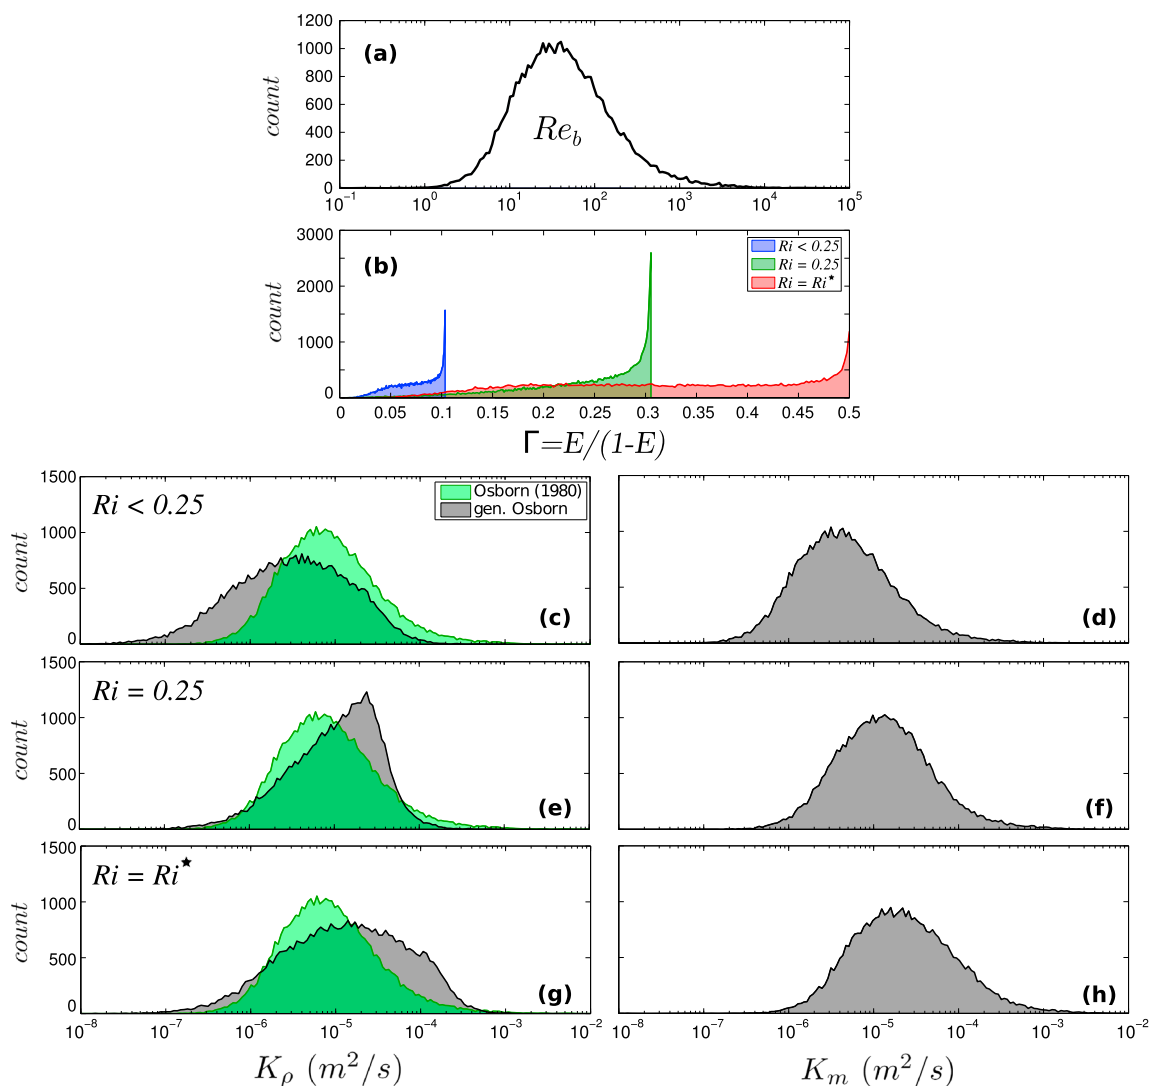 1200
1000
800
600
400
200
0
count
(a)
Re_b
10^-1 10^0 10^1 10^2 10^3 10^4 10^5
3000
2000
1000
0
count
(b)
Ri < 0.25
Ri = 0.25
Ri = Ri★
0 0.05 0.1 0.15 0.2 0.25 0.3 0.35 0.4 0.45 0.5
Γ=E/(1-E)
1500
1000
500
0
count
Ri < 0.25
Osborn (1980)
gen. Osborn
(c)
(d)
1500
1000
500
0
count
Ri = 0.25
(e)
(f)
1500
1000
500
0
count
Ri = Ri★
(g)
(h)
10^-8 10^-7 10^-6 10^-5 10^-4 10^-3 10^-2
10^-7 10^-6 10^-5 10^-4 10^-3 10^-2
K_ρ (m^2/s)
K_m (m^2/s)